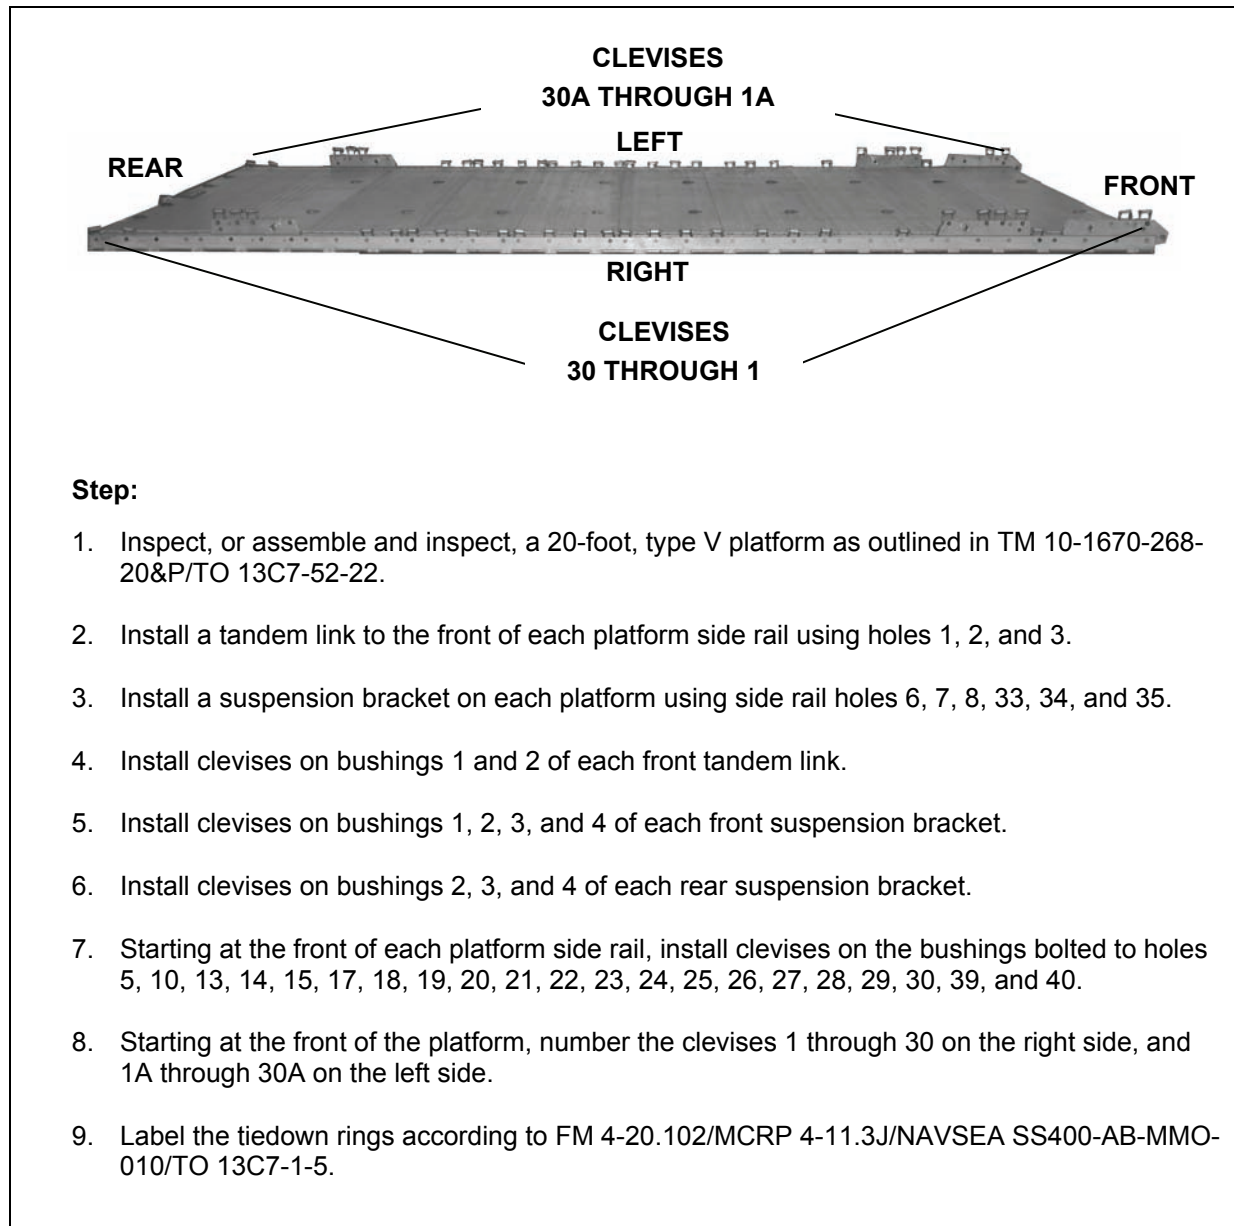 CLEVISES
30A THROUGH 1A
LEFT
REAR
FRONT
RIGHT
CLEVISES
30 THROUGH 1
Step:
1. Inspect, or assemble and inspect, a 20-foot, type V platform as outlined in TM 10-1670-268-
20&P/TO 13C7-52-22.
2. Install a tandem link to the front of each platform side rail using holes 1, 2, and 3.
3. Install a suspension bracket on each platform using side rail holes 6, 7, 8, 33, 34, and 35.
4. Install clevises on bushings 1 and 2 of each front tandem link.
5. Install clevises on bushings 1, 2, 3, and 4 of each front suspension bracket.
6. Install clevises on bushings 2, 3, and 4 of each rear suspension bracket.
7. Starting at the front of each platform side rail, install clevises on the bushings bolted to holes
5, 10, 13, 14, 15, 17, 18, 19, 20, 21, 22, 23, 24, 25, 26, 27, 28, 29, 30, 39, and 40.
8. Starting at the front of the platform, number the clevises 1 through 30 on the right side, and
1A through 30A on the left side.
9. Label the tiedown rings according to FM 4-20.102/MCRP 4-11.3J/NAVSEA SS400-AB-MMO-
010/TO 13C7-1-5.